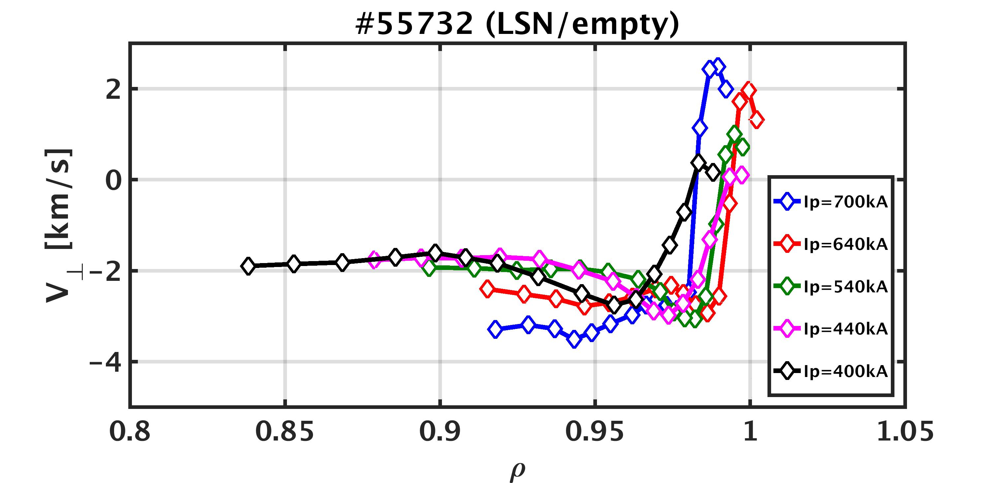 #55732 (LSN/empty)
V⊥ [km/s]
2
0
−2
−4
0.8 0.85 0.9 0.95 1 1.05
ρ
Ip=700kA
Ip=640kA
Ip=540kA
Ip=440kA
Ip=400kA